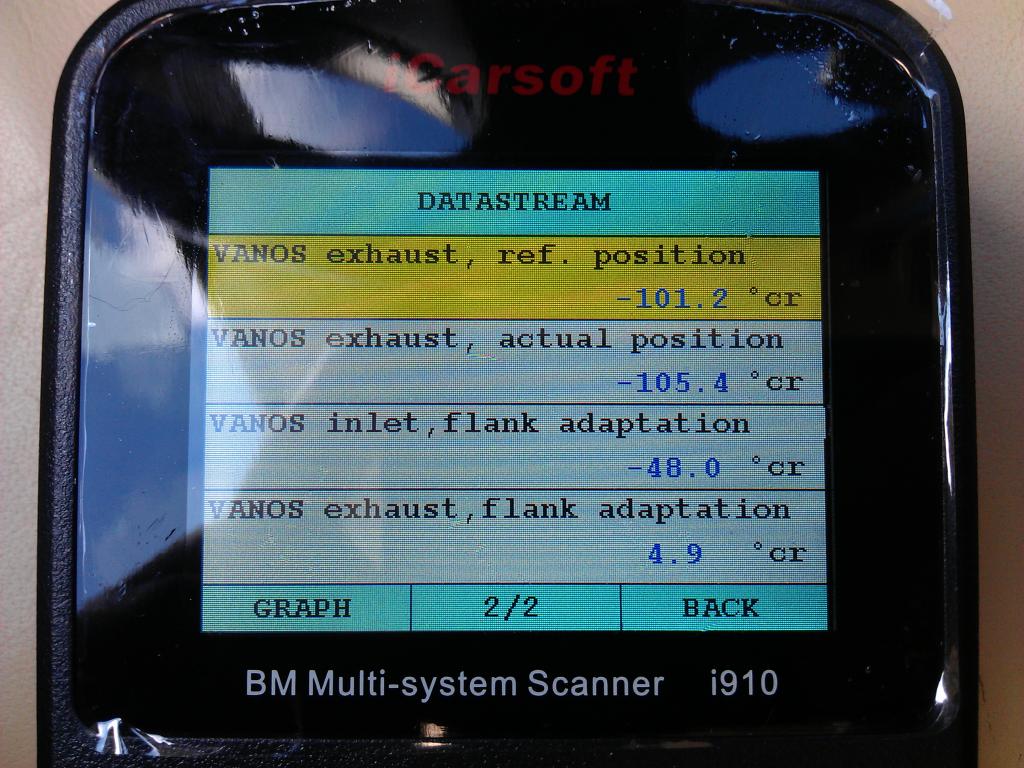 iCarsoft
DATASTREAM
VANOS exhaust, ref. position
-101.2 °cr
VANOS exhaust, actual position
-105.4 °cr
VANOS inlet,flank adaptation
-48.0 °cr
VANOS exhaust,flank adaptation
4.9 °cr
GRAPH 2/2 BACK
BM Multi-system Scanner i910